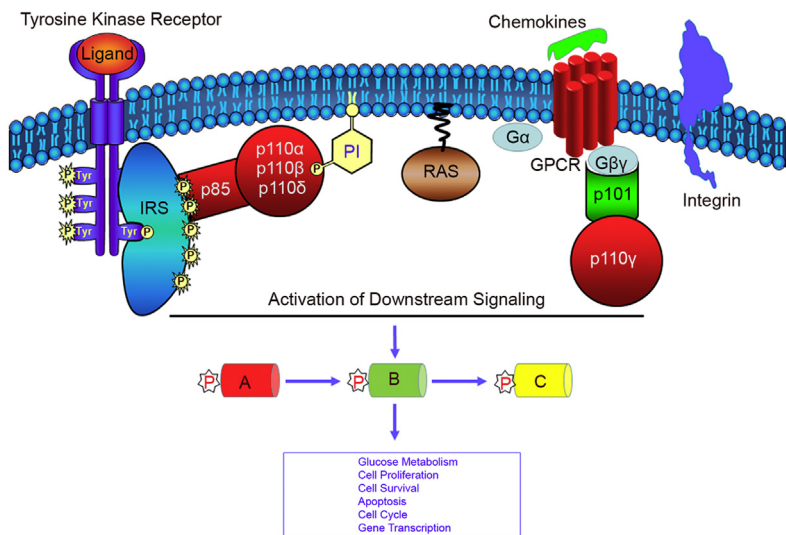 Tyrosine Kinase Receptor
Ligand
Chemokines
PI
P
p110α
p110β
p110δ
p85
IRS
P Tyr
P Tyr
P Tyr
Tyr P
P
P
P
P
P
P
RAS
Gα
GPCR
Gβγ
p101
p110γ
Integrin
Activation of Downstream Signaling
P A
P B
P C
Glucose Metabolism
Cell Proliferation
Cell Survival
Apoptosis
Cell Cycle
Gene Transcription